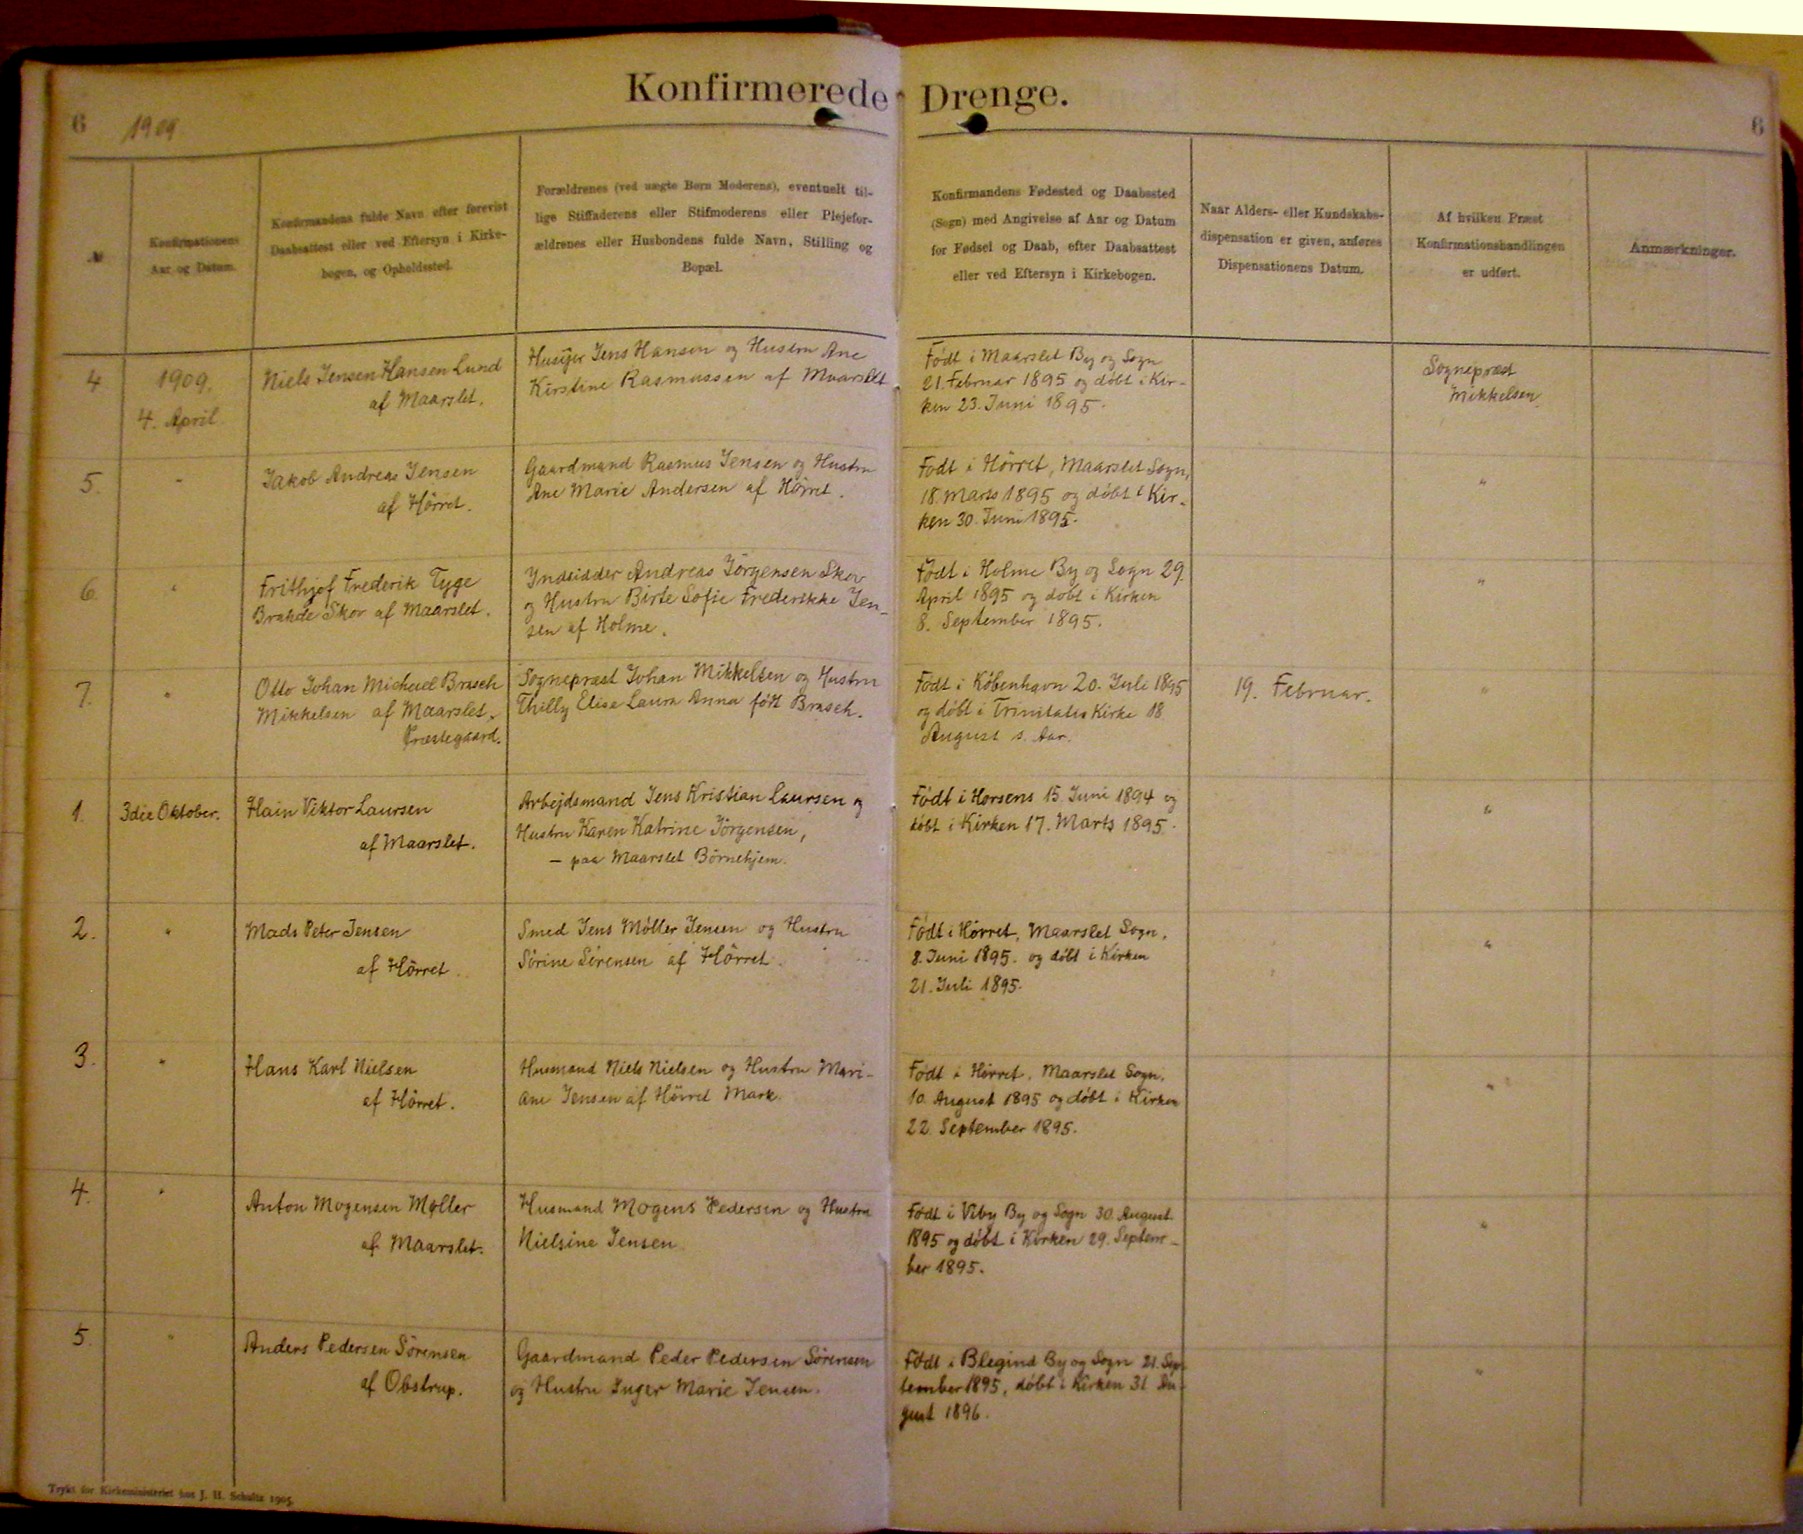 Konfirmerede Drenge.
6
1909
6
№
Konfirmationens
Aar og Datum.
Konfirmandens fulde Navn efter forevist
Daabsattest eller ved Eftersyn i Kirke-
bogen, og Opholdssted.
Forældrenes (ved uægte Børn Moderens), eventuelt til-
lige Stiffaderens eller Stifmoderens eller Plejefor-
ældrenes eller Husbondens fulde Navn, Stilling og
Bopæl.
Konfirmandens Fødested og Daabssted
(Sogn) med Angivelse af Aar og Datum
for Fødsel og Daab, efter Daabsattest
eller ved Eftersyn i Kirkebogen.
Naar Alders- eller Kundskabs-
dispensation er given, anføres
Dispensationens Datum.
Af hvilken Præst
Konfirmationshandlingen
er udført.
Anmærkninger.
4
1909.
4. April
Niels Jensen Hansen Lund
af Maarslet.
Husejer Jens Hansen og Hustru Ane
Kirstine Rasmussen af Maarslet
Født i Maarslet By og Sogn
21. Februar 1895 og døbt i Kir-
ken 23. Juni 1895.
Sognepræst
Mikkelsen
5.
"
Jakob Andreas Jensen
af Hørret.
Gaardmand Rasmus Jensen og Hustru
Ane Marie Andersen af Hørret.
Født i Hørret, Maarslet Sogn,
18. Marts 1895 og døbt i Kir-
ken 30. Juni 1895.
"
6
"
Frithjof Frederik Tyge
Brahde Skov af Maarslet.
Indsidder Andreas Jørgensen Skov
og Hustru Birte Sofie Frederikke Jen-
sen af Holme.
Født i Holme By og Sogn 29.
April 1895 og døbt i Kirken
8. September 1895.
"
7.
"
Otto Johan Michael Brasch
Mikkelsen af Maarslet
Præstegaard.
Sognepræst Johan Mikkelsen og Hustru
Thilly Elise Laura Anna født Brasch.
Født i København 20. Juli 1895
og døbt i Trinitatis Kirke 18
August s. Aar.
19. Februar.
"
1.
3die Oktober.
Hain Viktor Laursen
af Maarslet.
Arbejdsmand Jens Kristian Laursen og
Hustru Karen Katrine Jørgensen,
— paa Maarslet Børnehjem.
Født i Horsens 15. Juni 1894 og
døbt i Kirken 17. Marts 1895.
"
2.
"
Mads Peter Jensen
af Hørret
Smed Jens Møller Jensen og Hustru
Sørine Sørensen af Hørret.
Født i Hørret, Maarslet Sogn,
8. Juni 1895. og døbt i Kirken
21. Juli 1895.
"
3.
"
Hans Karl Nielsen
af Hørret.
Husmand Niels Nielsen og Hustru Mari-
ane Jensen af Hørret Mark.
Født i Hørret, Maarslet Sogn,
10. August 1895 og døbt i Kirken
22. September 1895.
"
4.
"
Anton Mogensen Møller
af Maarslet.
Husmand Mogens Pedersen og Hustru
Nielsine Jensen
Født i Viby By og Sogn 30. August
1895 og døbt i Kirken 29. Septem-
ber 1895.
"
5.
"
Anders Pedersen Sørensen
af Obstrup.
Gaardmand Peder Pedersen Sørensen
og Hustru Inger Marie Jensen.
Født i Blegind By og Sogn 21. Sep-
tember 1895, døbt i Kirken 31. Au-
gust 1896.
"
Trykt for Kirkeministeriet hos J. H. Schultz 1905.